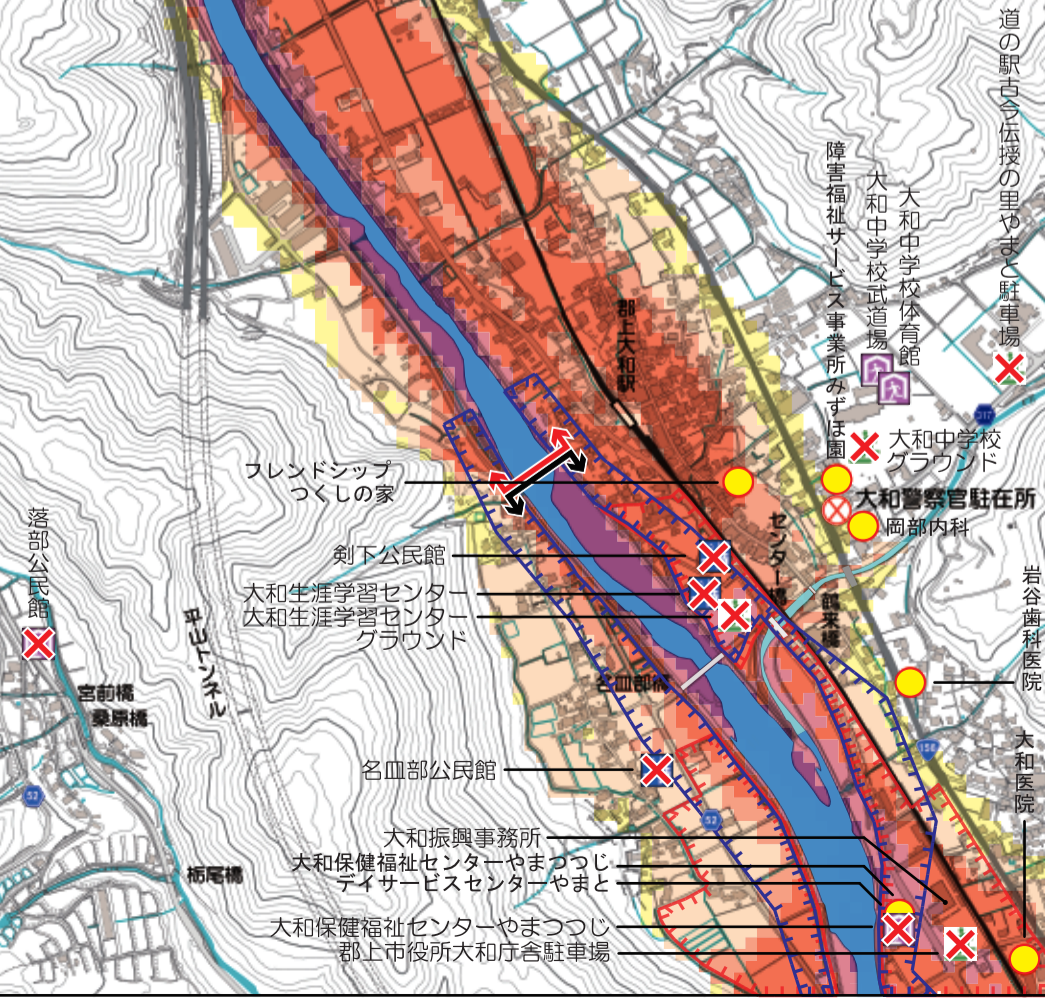 道の駅古今伝授の里やまと駐車場
障害福祉サービス事業所みずほ園
大和中学校武道場
大和中学校体育館
郡上大和駅
317
大和中学校
グラウンド
フレンドシップ
つくしの家
大和警察官駐在所
岡部内科
落部公民館
剣下公民館
センター橋
大和生涯学習センター
大和生涯学習センター
グラウンド
鶴来橋
岩谷歯科医院
平山トンネル
名皿部橋
宮前橋
桑原橋
156
大和医院
名皿部公民館
52
52
大和振興事務所
大和保健福祉センターやまつつじ
デイサービスセンターやまと
栃尾橋
大和保健福祉センターやまつつじ
郡上市役所大和庁舎駐車場